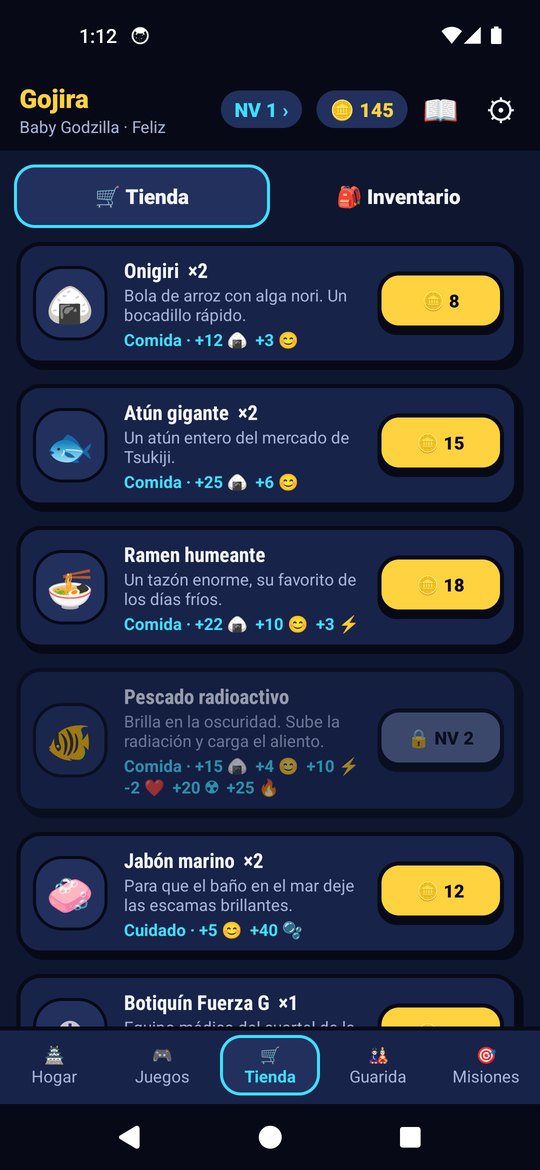 1:12
Gojira
Baby Godzilla · Feliz
NV 1 ›
145
Tienda
Inventario
Onigiri ×2
Bola de arroz con alga nori. Un
bocadillo rápido.
Comida · +12 🍙 +3 😊
8
Atún gigante ×2
Un atún entero del mercado de
Tsukiji.
Comida · +25 🍙 +6 😊
15
Ramen humeante
Un tazón enorme, su favorito de
los días fríos.
Comida · +22 🍙 +10 😊 +3 ⚡
18
Pescado radioactivo
Brilla en la oscuridad. Sube la
radiación y carga el aliento.
Comida · +15 🍙 +4 😊 +10 ⚡
-2 ❤️ +20 ☢ +25 🔥
NV 2
Jabón marino ×2
Para que el baño en el mar deje
las escamas brillantes.
Cuidado · +5 😊 +40 🫧
12
Botiquín Fuerza G ×1
Hogar
Juegos
Tienda
Guarida
Misiones